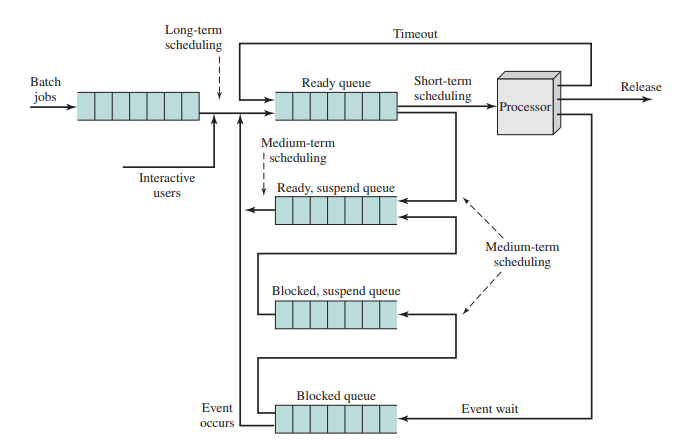 Long-term
scheduling
Timeout
Batch
jobs
Ready queue
Short-term
scheduling
Processor
Release
Interactive
users
Medium-term
scheduling
Ready, suspend queue
Medium-term
scheduling
Blocked, suspend queue
Blocked queue
Event
occurs
Event wait